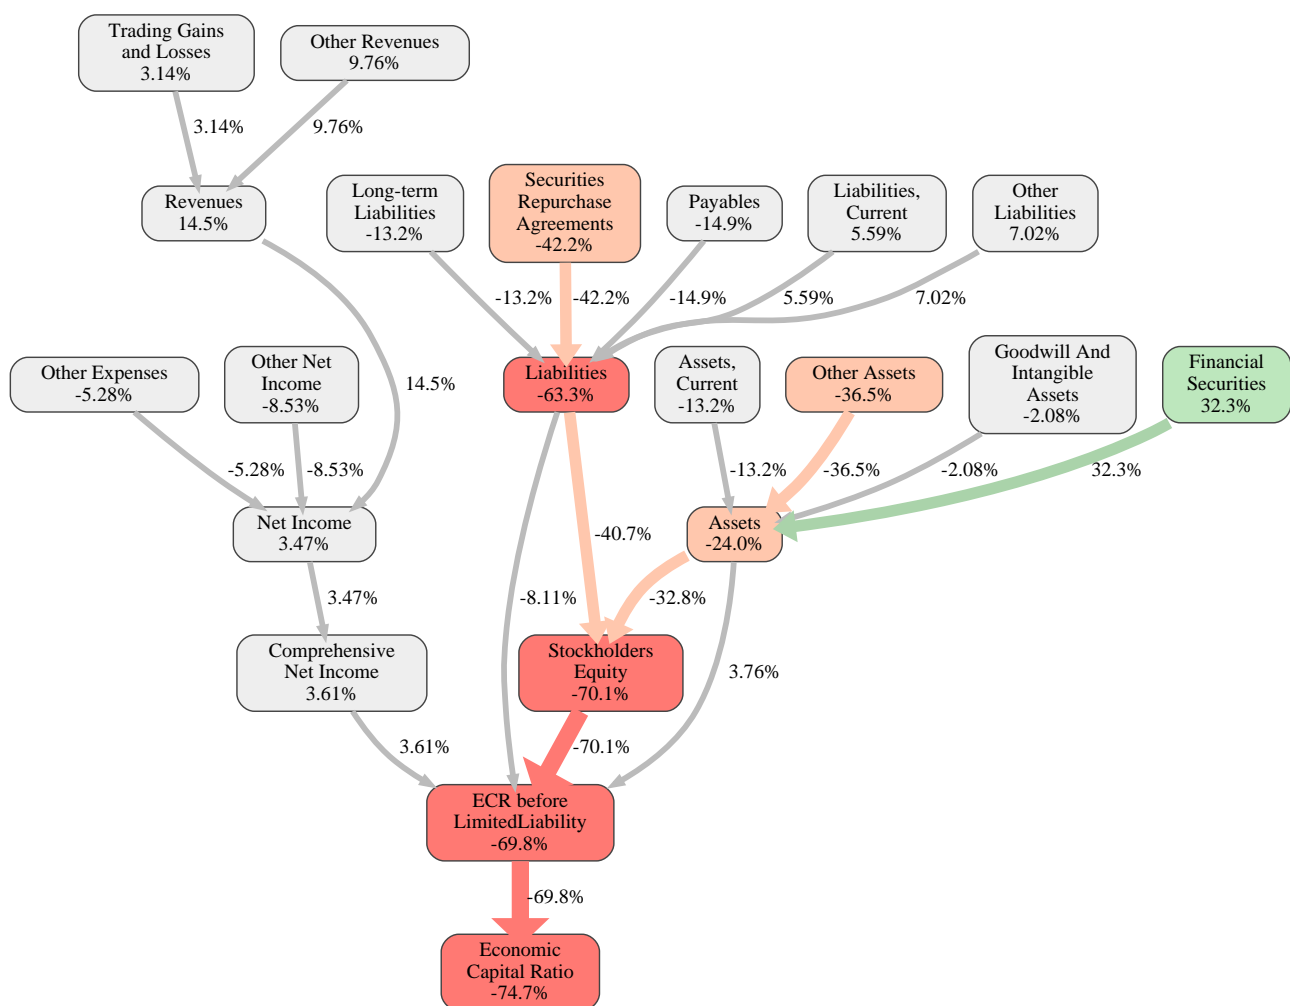 Trading Gains
and Losses
3.14%
Other Revenues
9.76%
3.14%
9.76%
Revenues
14.5%
Long-term
Liabilities
-13.2%
Securities
Repurchase
Agreements
-42.2%
Payables
-14.9%
Liabilities,
Current
5.59%
Other
Liabilities
7.02%
-13.2%
-42.2%
-14.9%
5.59%
7.02%
Other Expenses
-5.28%
Other Net
Income
-8.53%
14.5%
Liabilities
-63.3%
Assets,
Current
-13.2%
Other Assets
-36.5%
Goodwill And
Intangible
Assets
-2.08%
Financial
Securities
32.3%
-5.28%
-8.53%
-13.2%
-36.5%
-2.08%
32.3%
Net Income
3.47%
-40.7%
Assets
-24.0%
3.47%
-8.11%
-32.8%
Comprehensive
Net Income
3.61%
Stockholders
Equity
-70.1%
3.76%
3.61%
-70.1%
ECR before
LimitedLiability
-69.8%
-69.8%
Economic
Capital Ratio
-74.7%